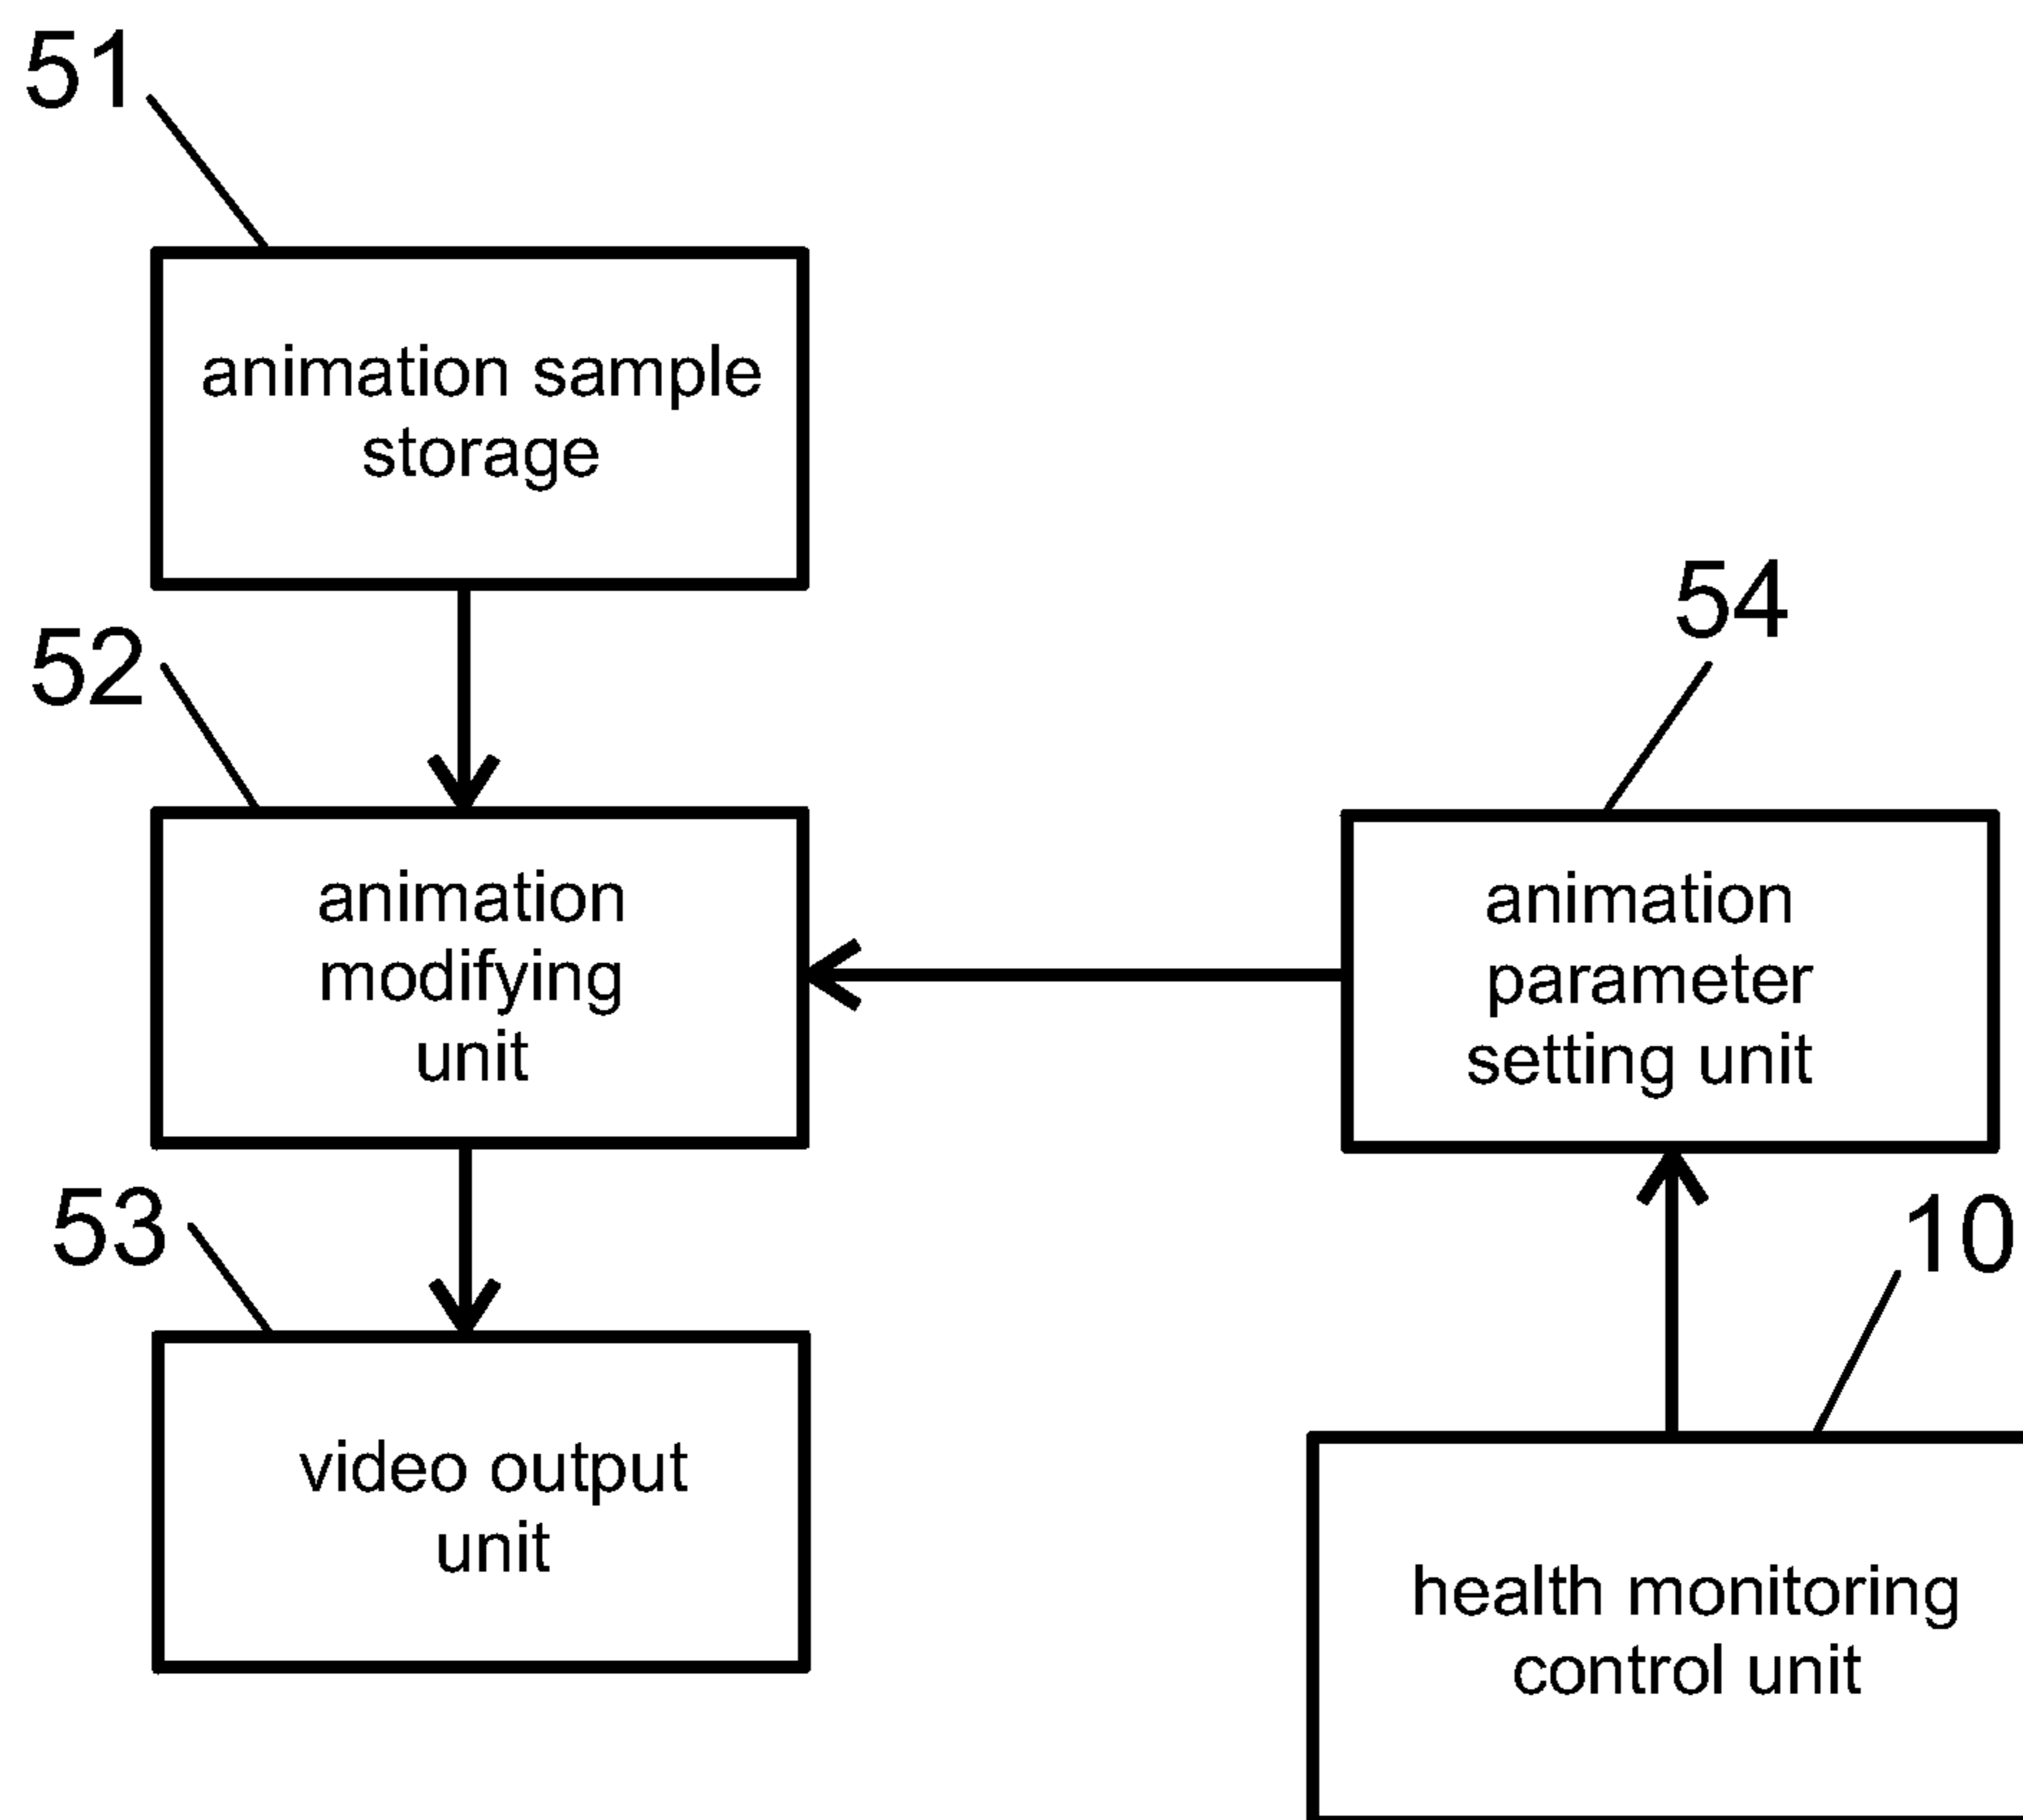 51
animation sample
storage
52
animation
modifying
unit
54
animation
parameter
setting unit
53
video output
unit
10
health monitoring
control unit